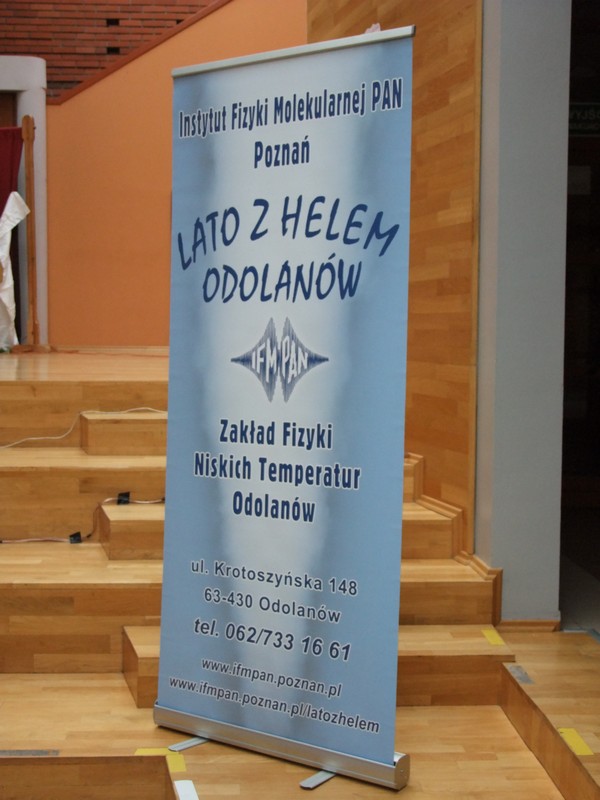 Instytut Fizyki Molekularnej PAN
Poznań
LATO Z HELEM
ODOLANÓW
IFM PAN
Zakład Fizyki
Niskich Temperatur
Odolanów
ul. Krotoszyńska 148
63-430 Odolanów
tel. 062/733 16 61
www.ifmpan.poznan.pl
www.ifmpan.poznan.pl/latozhelem